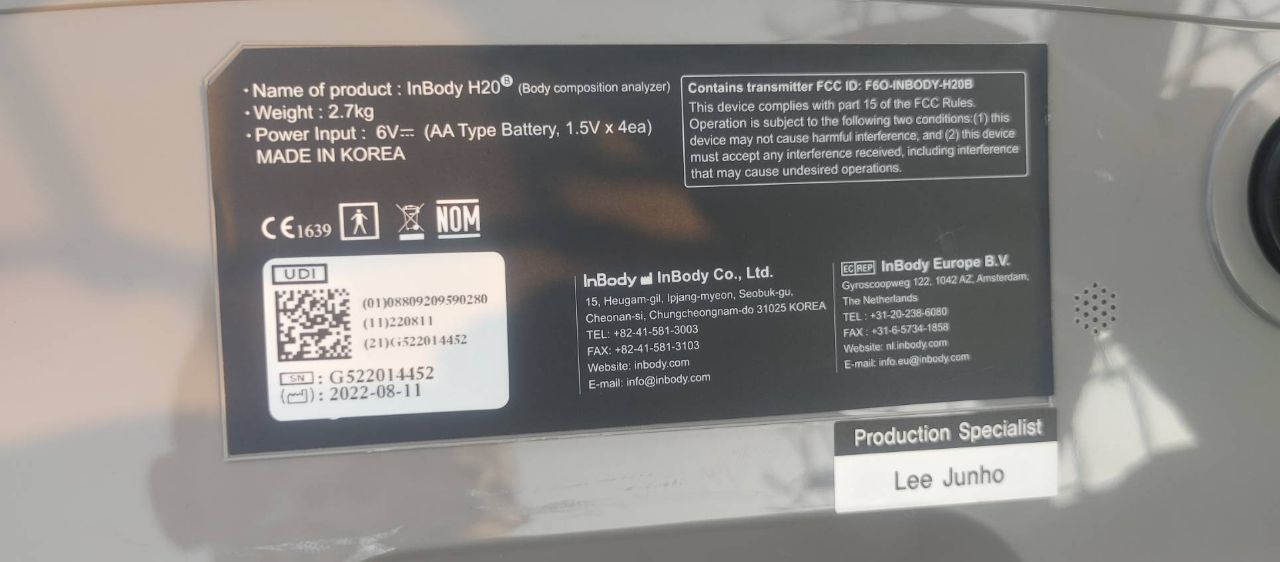 · Name of product : InBody H20ⓑ (Body composition analyzer)
· Weight : 2.7kg
· Power Input : 6V⎓ (AA Type Battery, 1.5V x 4ea)
MADE IN KOREA
Contains transmitter FCC ID: F6O-INBODY-H20B
This device complies with part 15 of the FCC Rules.
Operation is subject to the following two conditions:(1) this
device may not cause harmful interference, and (2) this device
must accept any interference received, including interference
that may cause undesired operations.
CE 1639
NOM
UDI
(01)08809209590280
(11)220811
(21)G522014452
SN : G522014452
: 2022-08-11
InBody InBody Co., Ltd.
15, Heugam-gil, Ipjang-myeon, Seobuk-gu,
Cheonan-si, Chungcheongnam-do 31025 KOREA
TEL: +82-41-581-3003
FAX: +82-41-581-3103
Website: inbody.com
E-mail: info@inbody.com
EC REP InBody Europe B.V.
Gyroscoopweg 122, 1042 AZ, Amsterdam,
The Netherlands
TEL : +31-20-238-6080
FAX : +31-6-5734-1858
Website: nl.inbody.com
E-mail: info.eu@inbody.com
Production Specialist
Lee Junho